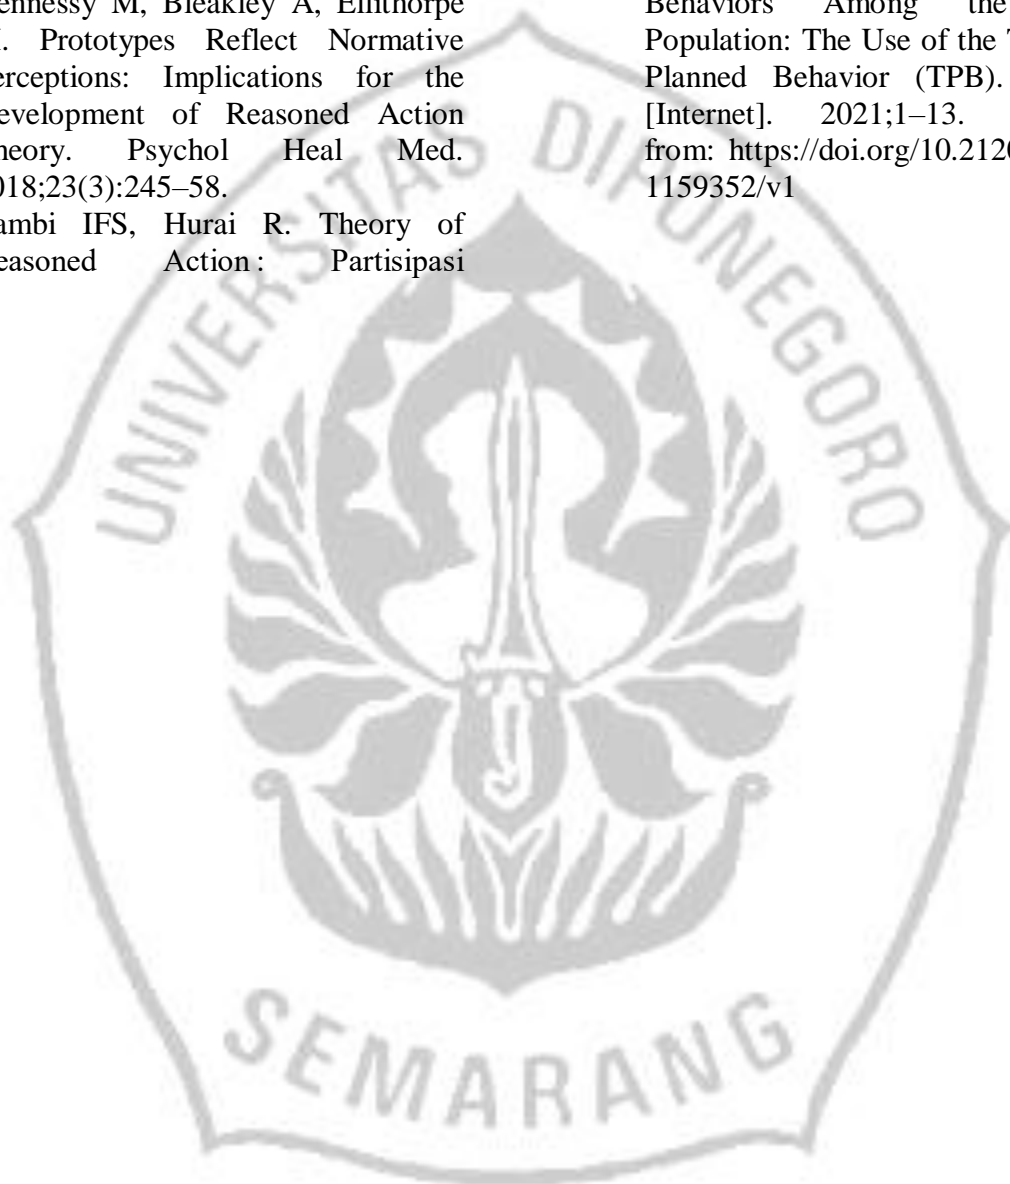 ennessy M, Bleakley A, Ellithorpe
. Prototypes Reflect Normative
erceptions: Implications for the
evelopment of Reasoned Action
heory. Psychol Heal Med.
018;23(3):245–58.
ambi IFS, Hurai R. Theory of
easoned Action : Partisipasi
Behaviors Among the
Population: The Use of the
Planned Behavior (TPB).
[Internet]. 2021;1–13.
from: https://doi.org/10.2120
1159352/v1
UNIVERSITAS DIPONEGORO
SEMARANG